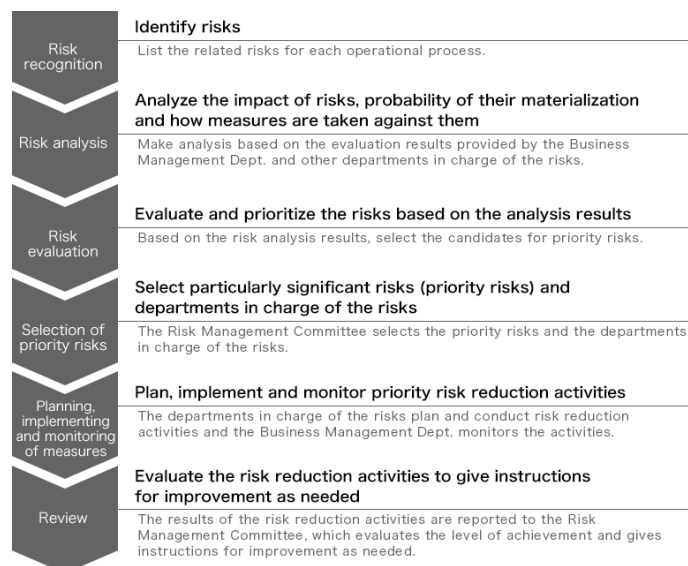 Risk
recognition
Identify risks
List the related risks for each operational process.
Risk analysis
Analyze the impact of risks, probability of their materialization
and how measures are taken against them
Make analysis based on the evaluation results provided by the Business
Management Dept. and other departments in charge of the risks.
Risk
evaluation
Evaluate and prioritize the risks based on the analysis results
Based on the risk analysis results, select the candidates for priority risks.
Selection of
priority risks
Select particularly significant risks (priority risks) and
departments in charge of the risks
The Risk Management Committee selects the priority risks and the departments
in charge of the risks.
Planning,
implementing
and monitoring
of measures
Plan, implement and monitor priority risk reduction activities
The departments in charge of the risks plan and conduct risk reduction
activities and the Business Management Dept. monitors the activities.
Review
Evaluate the risk reduction activities to give instructions
for improvement as needed
The results of the risk reduction activities are reported to the Risk
Management Committee, which evaluates the level of achievement and gives
instructions for improvement as needed.